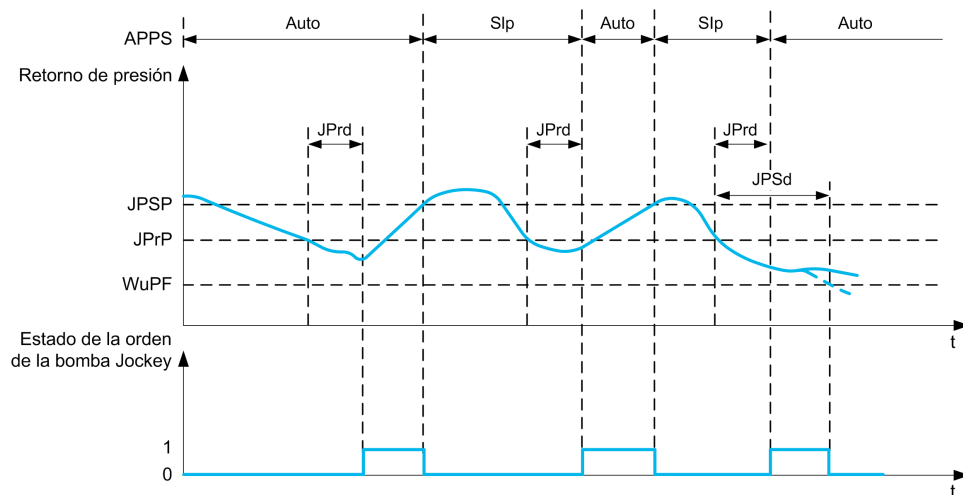 Auto Slp Auto Slp Auto
APPS
Retorno de presión
JPrd JPrd JPrd
JPSd
JPSP
JPrP
WuPF
t
Estado de la orden
de la bomba Jockey
1
0
t